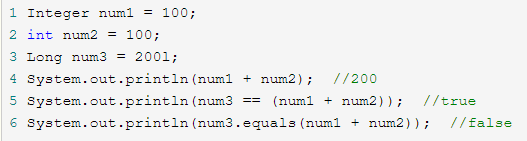 1 Integer num1 = 100;
2 int num2 = 100;
3 Long num3 = 200l;
4 System.out.println(num1 + num2);  //200
5 System.out.println(num3 == (num1 + num2));  //true
6 System.out.println(num3.equals(num1 + num2));  //false